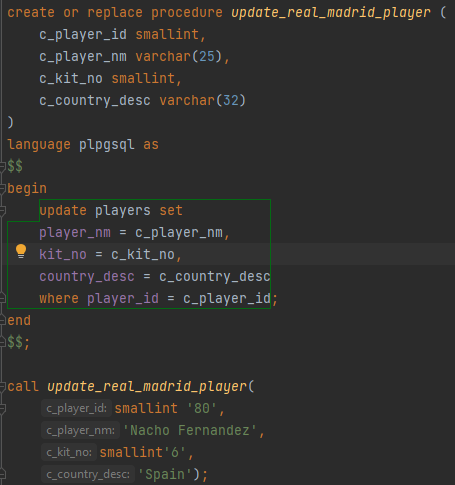 create or replace procedure update_real_madrid_player (
    c_player_id smallint,
    c_player_nm varchar(25),
    c_kit_no smallint,
    c_country_desc varchar(32)
)
language plpgsql as
$$
begin
    update players set
    player_nm = c_player_nm,
    kit_no = c_kit_no,
    country_desc = c_country_desc
    where player_id = c_player_id;
end
$$;
call update_real_madrid_player(
    c_player_id: smallint '80',
    c_player_nm: 'Nacho Fernandez',
    c_kit_no: smallint'6',
    c_country_desc: 'Spain');